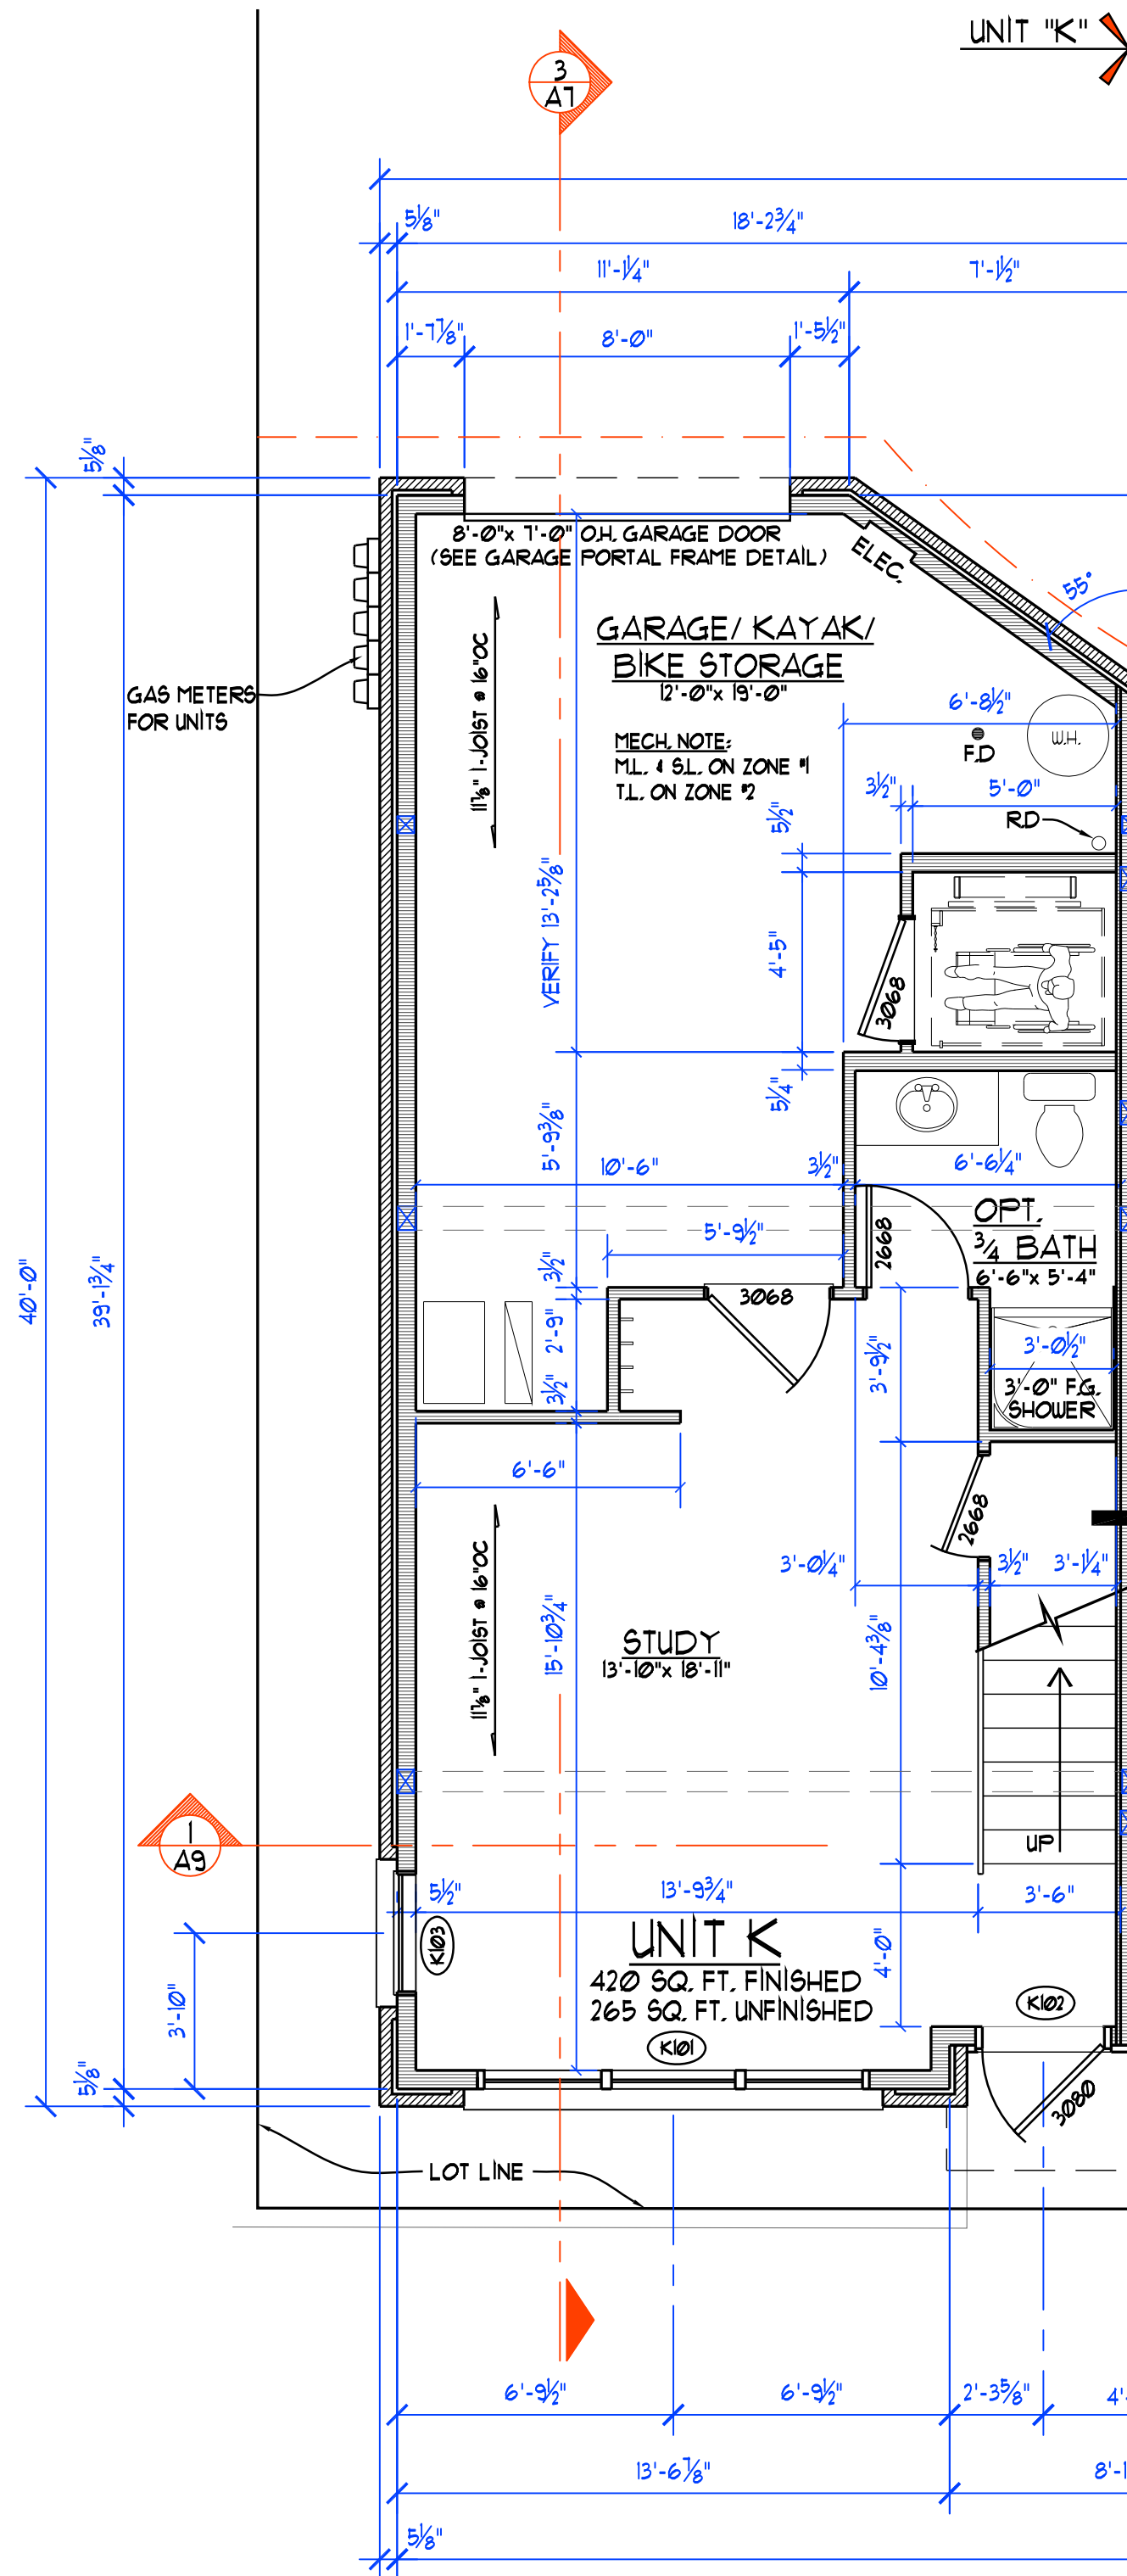 UNIT "K"
3
A7
5⅛"
18'-2¾"
11'-¼"
7'-1½"
1'-7⅞"
8'-0"
1'-5½"
5⅛"
8'-0"x 7'-0" O.H. GARAGE DOOR
(SEE GARAGE PORTAL FRAME DETAIL)
ELEC.
55°
GARAGE/ KAYAK/
BIKE STORAGE
12'-0"x 19'-0"
11⅞" I-JOIST @ 16"OC
GAS METERS
FOR UNITS
6'-8½"
MECH. NOTE:
M.L. & S.L. ON ZONE #1
T.L. ON ZONE #2
F.D
W.H.
3½"
5'-0"
5½"
R.D
VERIFY 13'-2⅝"
4'-5"
3068
5¼"
5'-9⅜"
10'-6"
3½"
6'-6¼"
OPT.
¾ BATH
6'-6"x 5'-4"
5'-9½"
2668
40'-0"
39'-1¾"
3½"
3068
2'-9"
3'-9½"
3'-0½"
3½"
3'-0" F.G.
SHOWER
6'-6"
2668
11⅞" I-JOIST @ 16"OC
3'-0¼"
3½"
3'-1¼"
15'-10¾"
STUDY
13'-10"x 18'-11"
10'-4⅜"
1
A9
UP
5½"
13'-9¾"
3'-6"
K103
UNIT K
420 SQ. FT. FINISHED
265 SQ. FT. UNFINISHED
4'-0"
K102
3'-10"
K101
5⅛"
3080
LOT LINE
6'-9½"
6'-9½"
2'-3⅝"
4'-
13'-6⅞"
8'-1
5⅛"